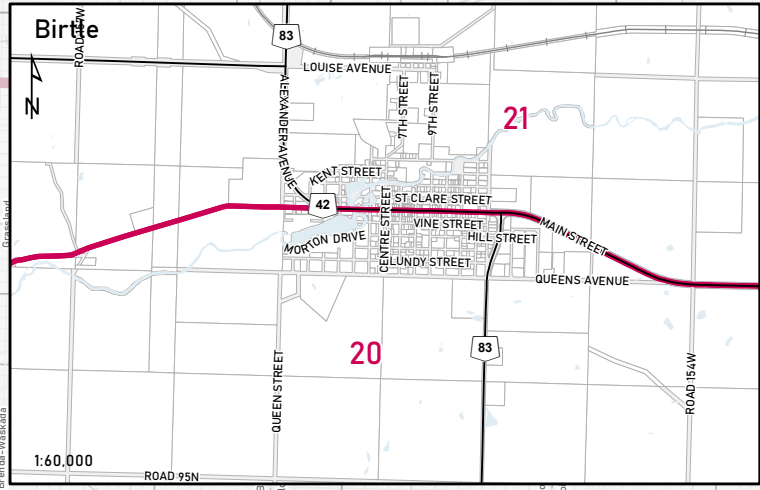 Birtle
83
ROAD 157W
N
LOUISE AVENUE
ALEXANDER AVENUE
7TH STREET
9TH STREET
21
KENT STREET
42
ST CLARE STREET
CENTRE STREET
VINE STREET
MAIN STREET
HILL STREET
MORTON DRIVE
LUNDY STREET
QUEENS AVENUE
Grassland
20
83
QUEEN STREET
ROAD 154W
Brenda-Waskada
1:60,000
ROAD 95N